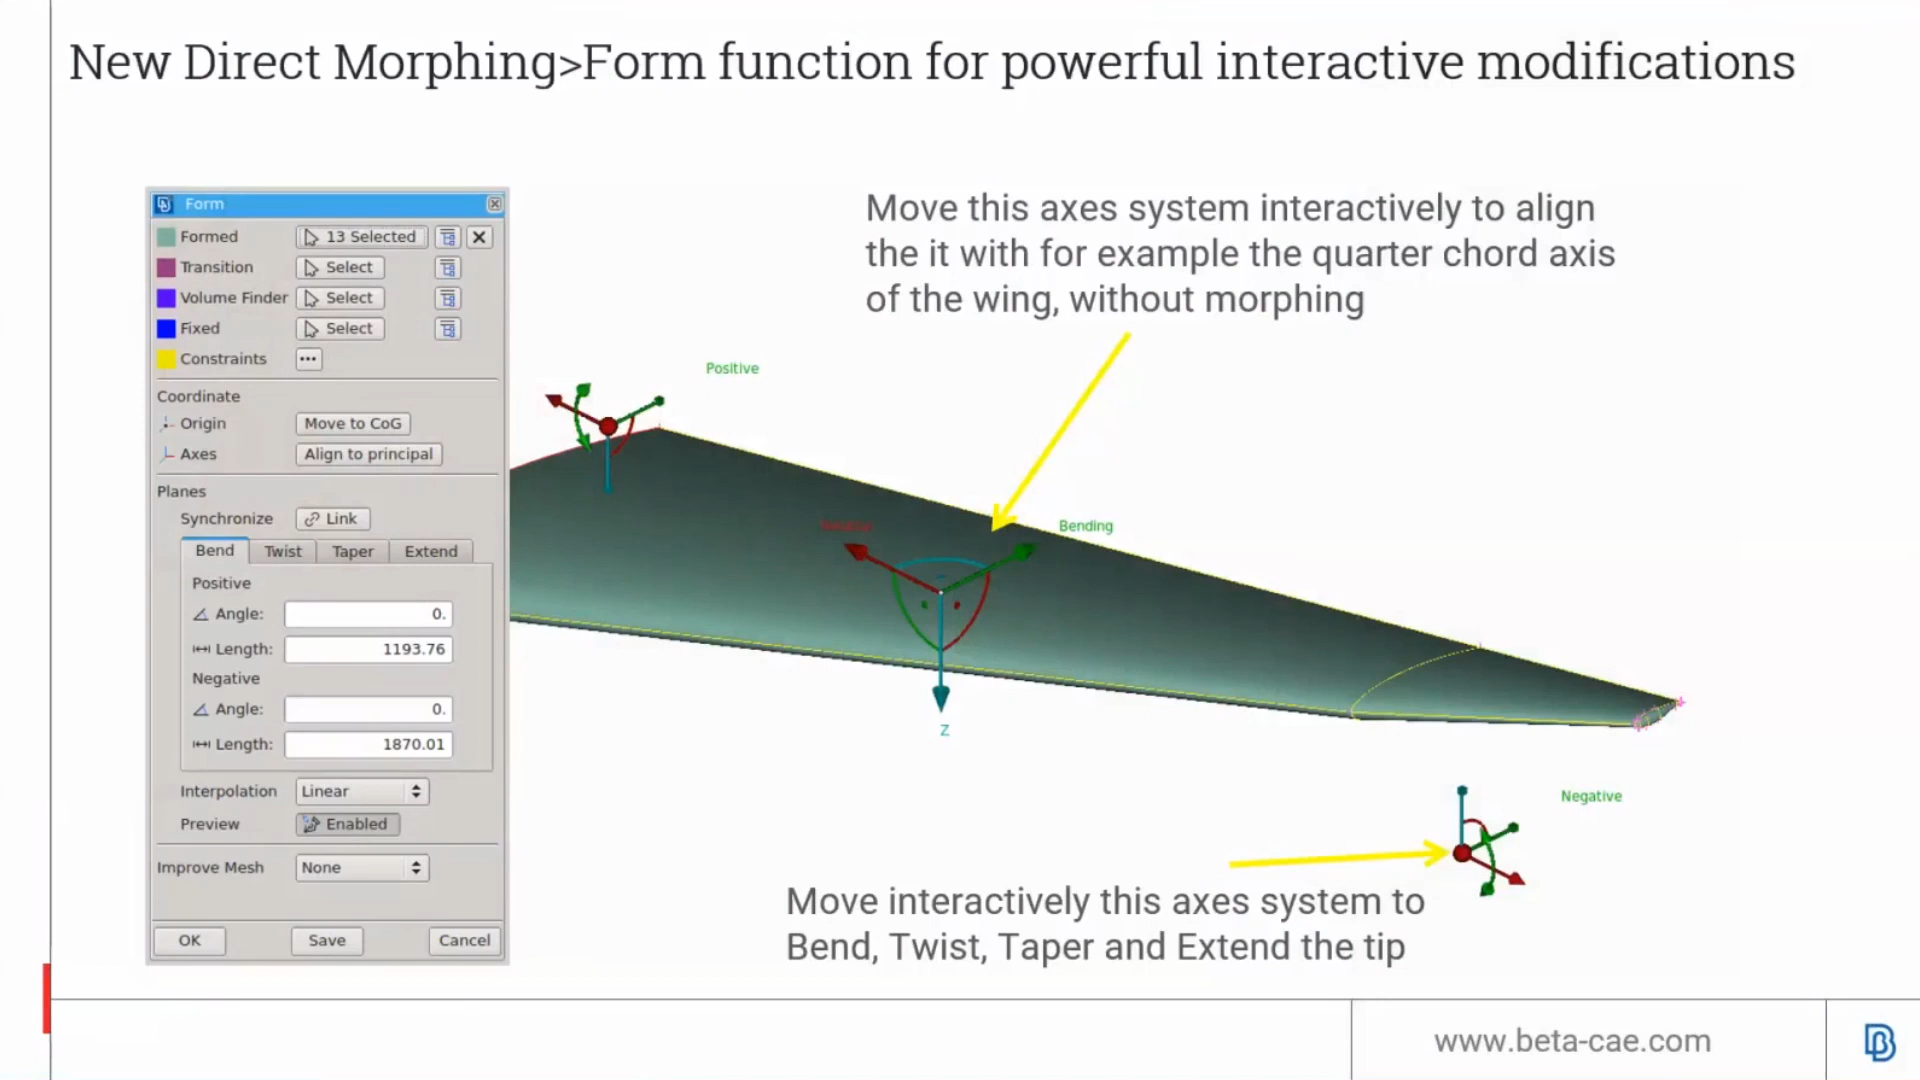 New Direct Morphing>Form function for powerful interactive modifications
Form
Formed 13 Selected
Transition Select
Volume Finder Select
Fixed Select
Constraints ...
Coordinate
Origin Move to CoG
Axes Align to principal
Planes
Synchronize Link
Bend Twist Taper Extend
Positive
Angle: 0.
Length: 1193.76
Negative
Angle: 0.
Length: 1870.01
Interpolation Linear
Preview Enabled
Improve Mesh None
OK Save Cancel
Move this axes system interactively to align
the it with for example the quarter chord axis
of the wing, without morphing
Positive
Neutral
Bending
Z
Negative
Move interactively this axes system to
Bend, Twist, Taper and Extend the tip
www.beta-cae.com